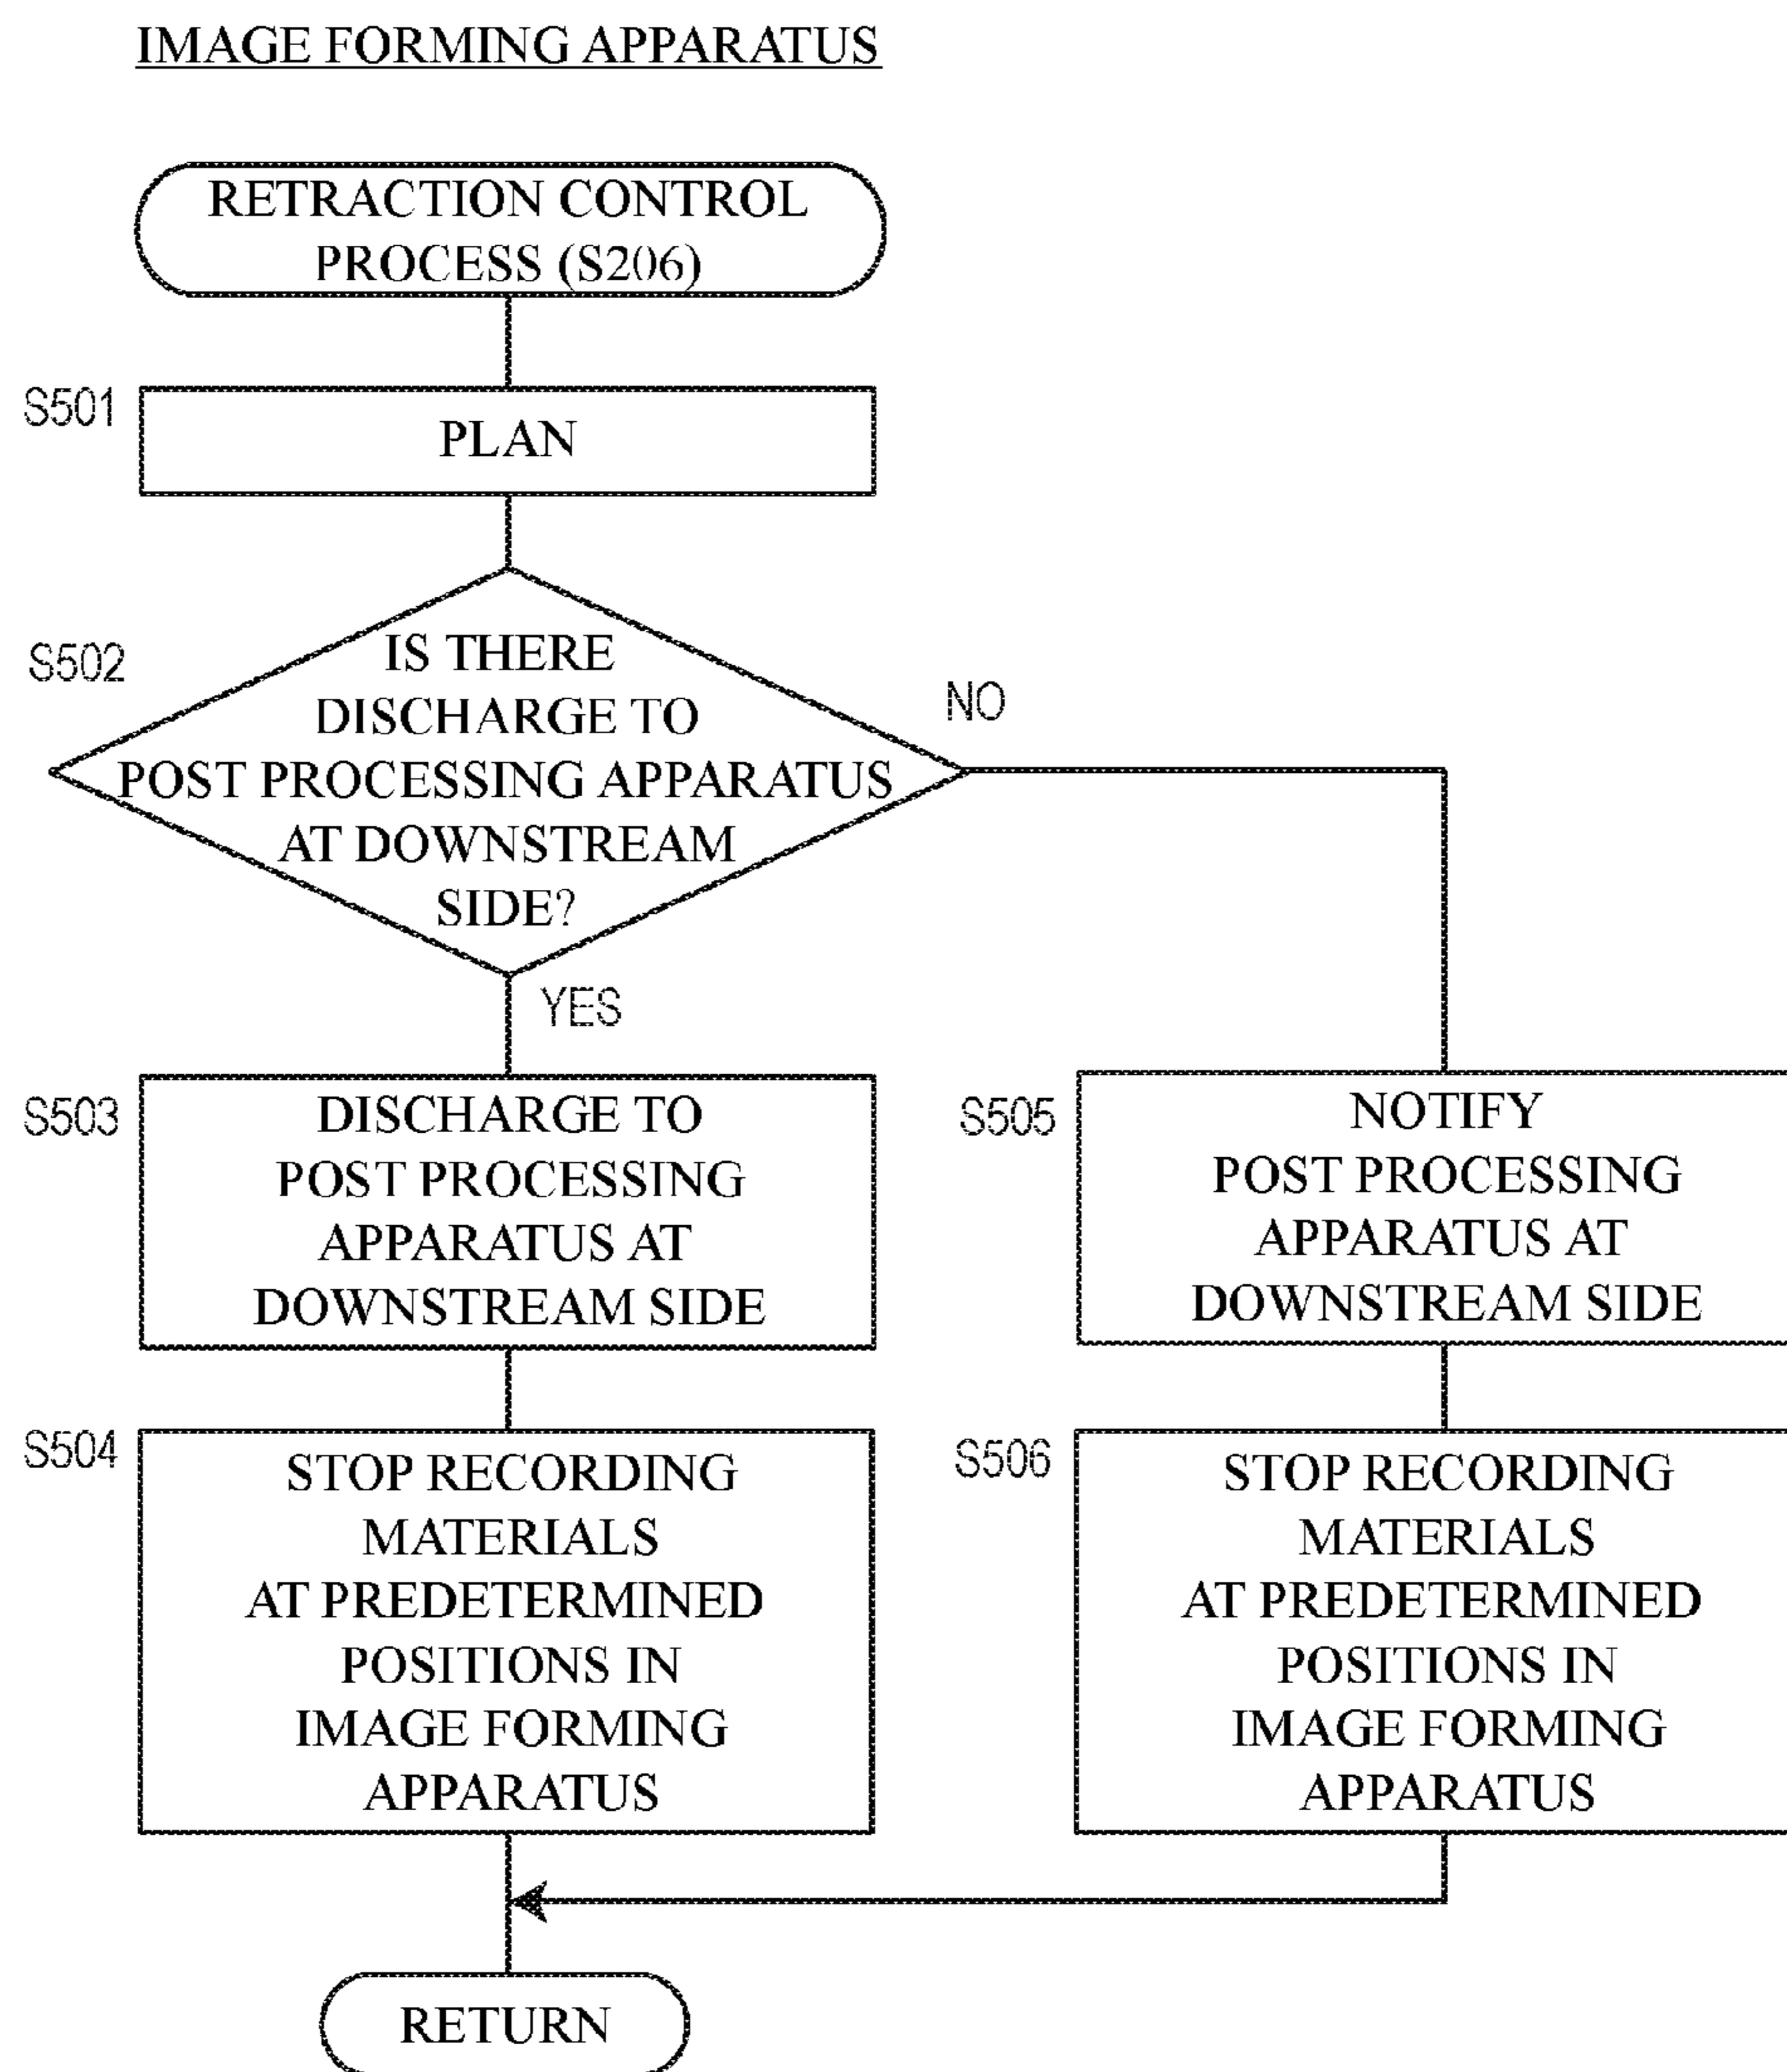 IMAGE FORMING APPARATUS
RETRACTION CONTROL
PROCESS (S206)
S501
PLAN
S502
IS THERE
DISCHARGE TO
POST PROCESSING APPARATUS
AT DOWNSTREAM
SIDE?
NO
YES
S503
DISCHARGE TO
POST PROCESSING
APPARATUS AT
DOWNSTREAM SIDE
S505
NOTIFY
POST PROCESSING
APPARATUS AT
DOWNSTREAM SIDE
S504
STOP RECORDING
MATERIALS
AT PREDETERMINED
POSITIONS IN
IMAGE FORMING
APPARATUS
S506
STOP RECORDING
MATERIALS
AT PREDETERMINED
POSITIONS IN
IMAGE FORMING
APPARATUS
RETURN